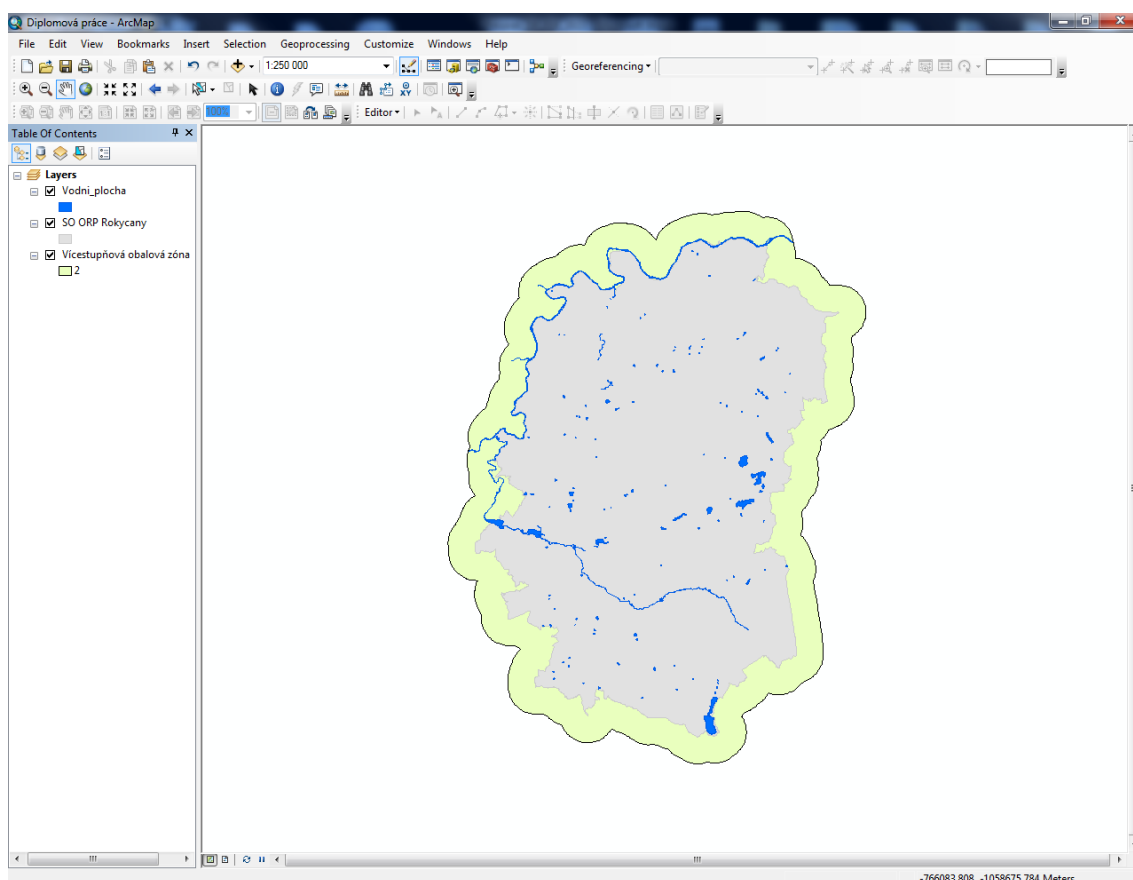 Diplomová práce - ArcMap
File Edit View Bookmarks Insert Selection Geoprocessing Customize Windows Help
1:250 000 Georeferencing
100% Editor
Table Of Contents
Layers
Vodni_plocha
SO ORP Rokycany
Vícestupňová obalová zóna
2
-766083,808 -1058675,784 Meters